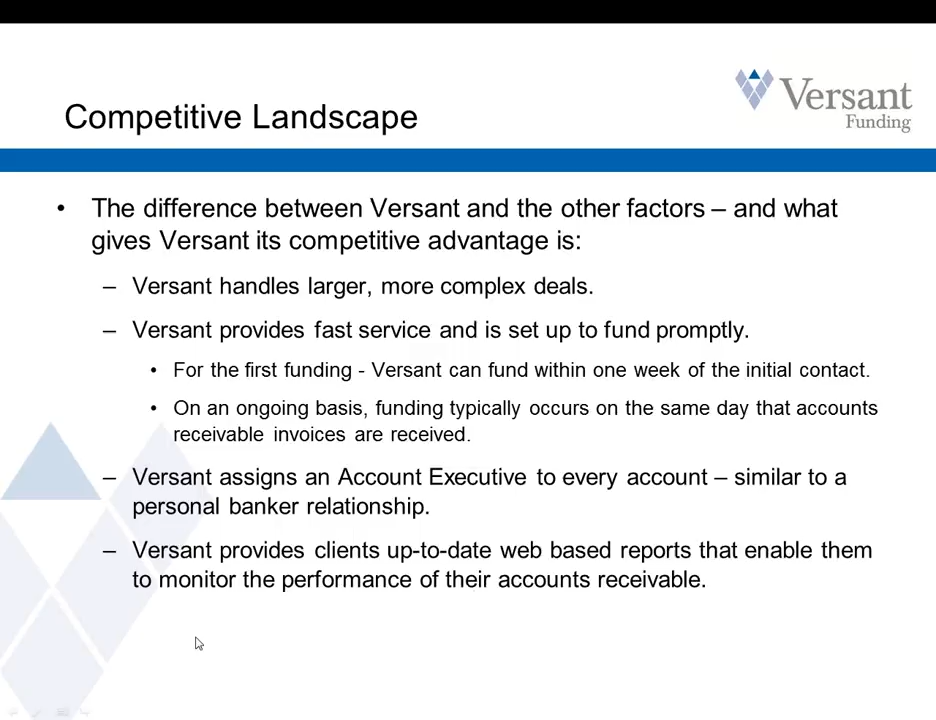 Versant
Funding
Competitive Landscape
• The difference between Versant and the other factors – and what
gives Versant its competitive advantage is:
– Versant handles larger, more complex deals.
– Versant provides fast service and is set up to fund promptly.
• For the first funding - Versant can fund within one week of the initial contact.
• On an ongoing basis, funding typically occurs on the same day that accounts
receivable invoices are received.
– Versant assigns an Account Executive to every account – similar to a
personal banker relationship.
– Versant provides clients up-to-date web based reports that enable them
to monitor the performance of their accounts receivable.